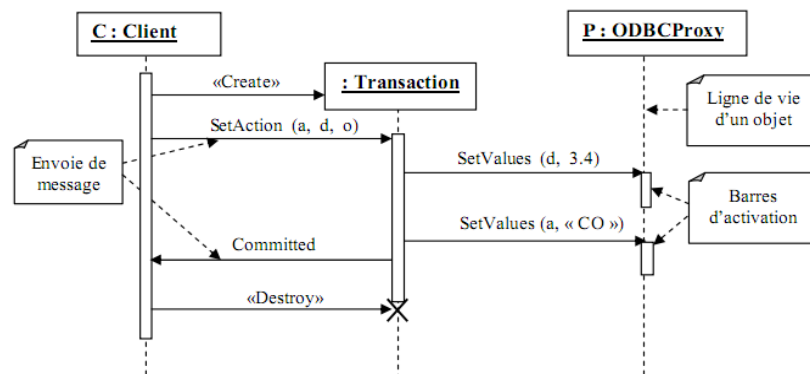 C : Client
P : ODBCProxy
«Create»
: Transaction
Ligne de vie
d'un objet
SetAction (a, d, o)
Envoie de
message
SetValues (d, 3.4)
Barres
d'activation
SetValues (a, « CO »)
Committed
«Destroy»